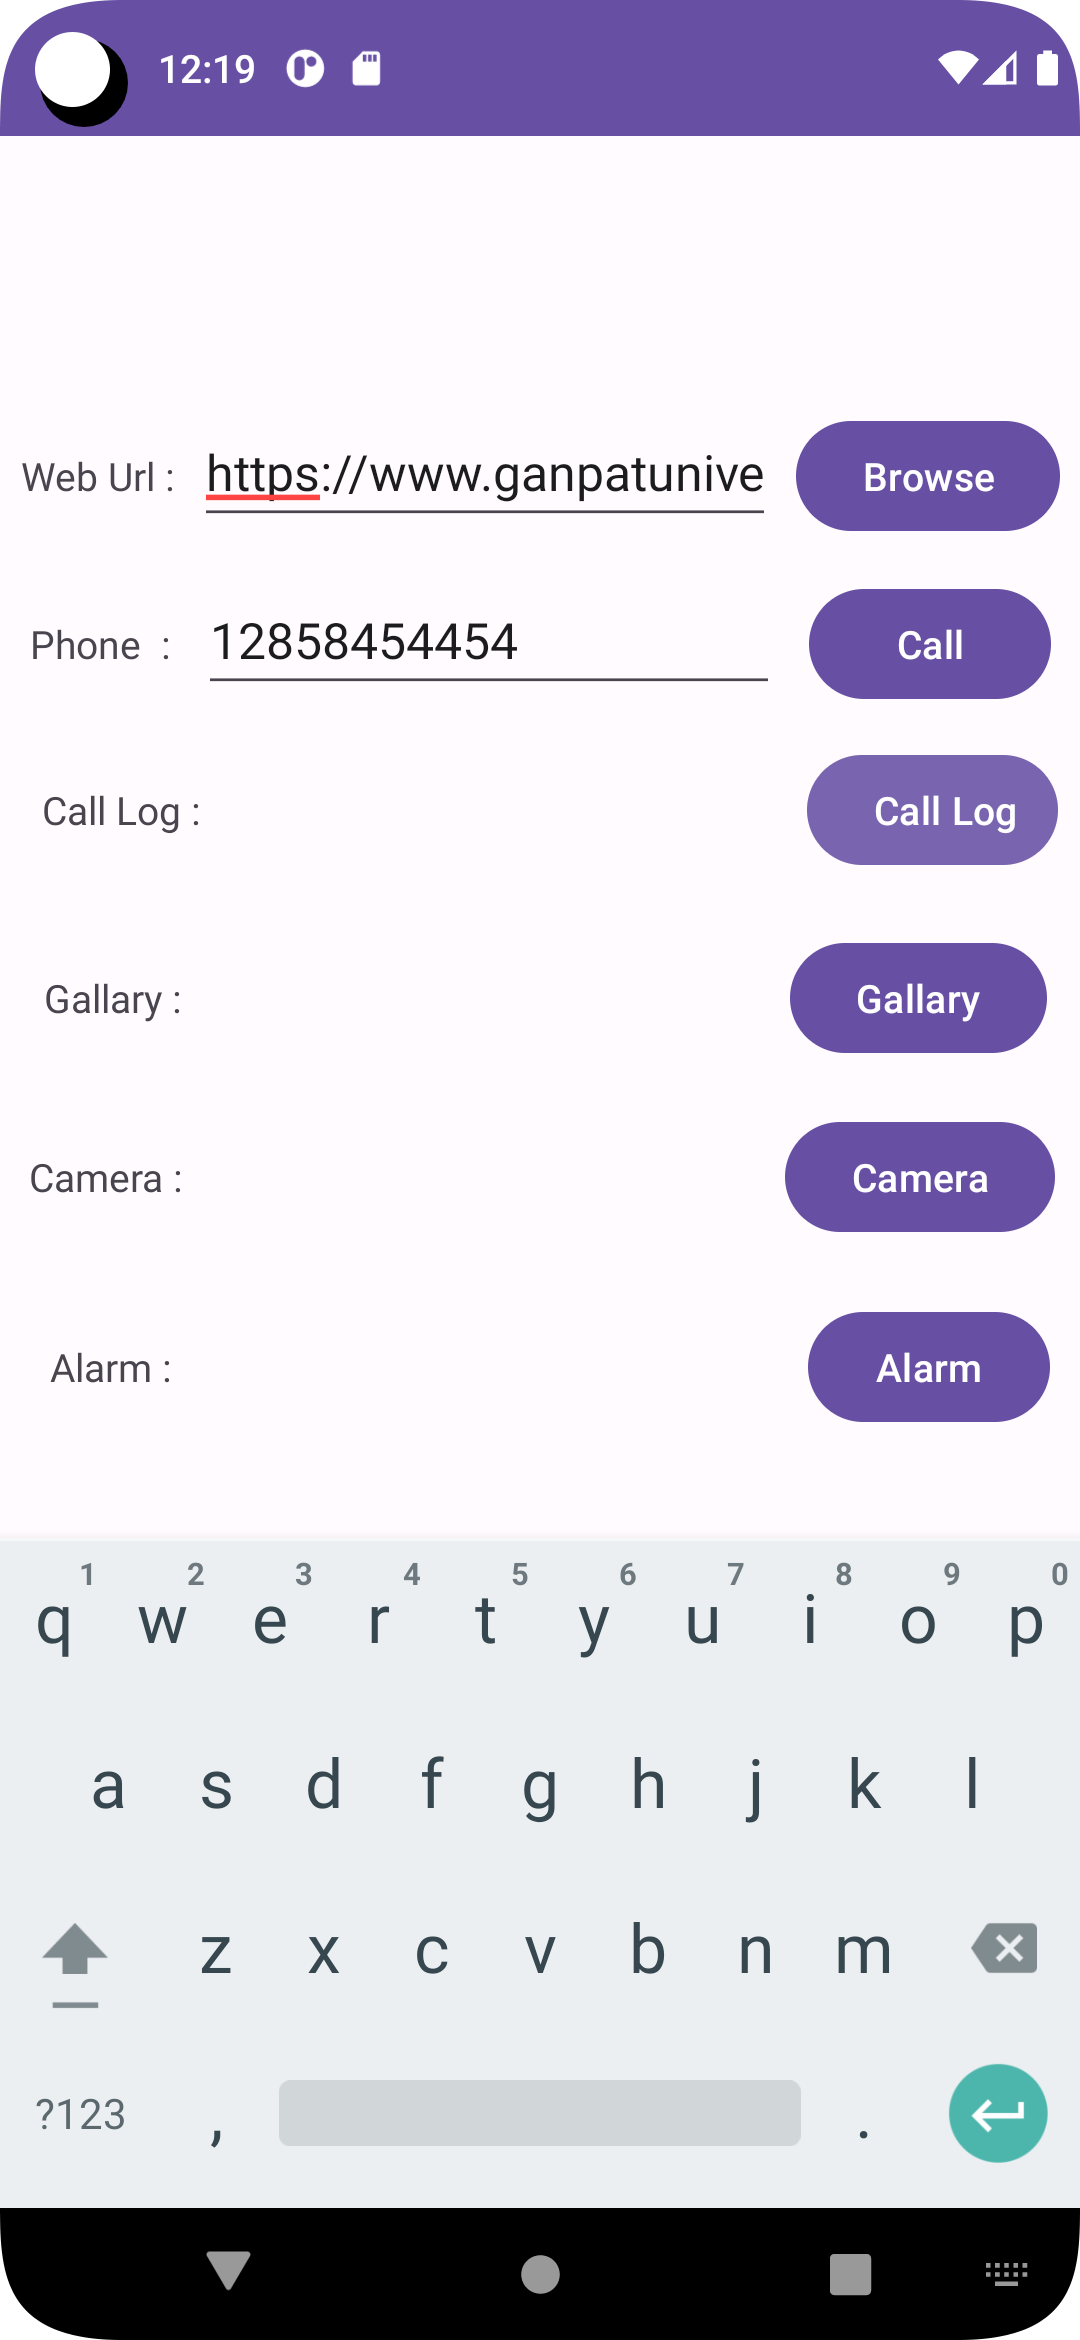 12:19
Web Url : https://www.ganpatunive Browse
Phone : 12858454454 Call
Call Log : Call Log
Gallary : Gallary
Camera : Camera
Alarm : Alarm
1 2 3 4 5 6 7 8 9 0
q w e r t y u i o p
a s d f g h j k l
z x c v b n m
?123 , .